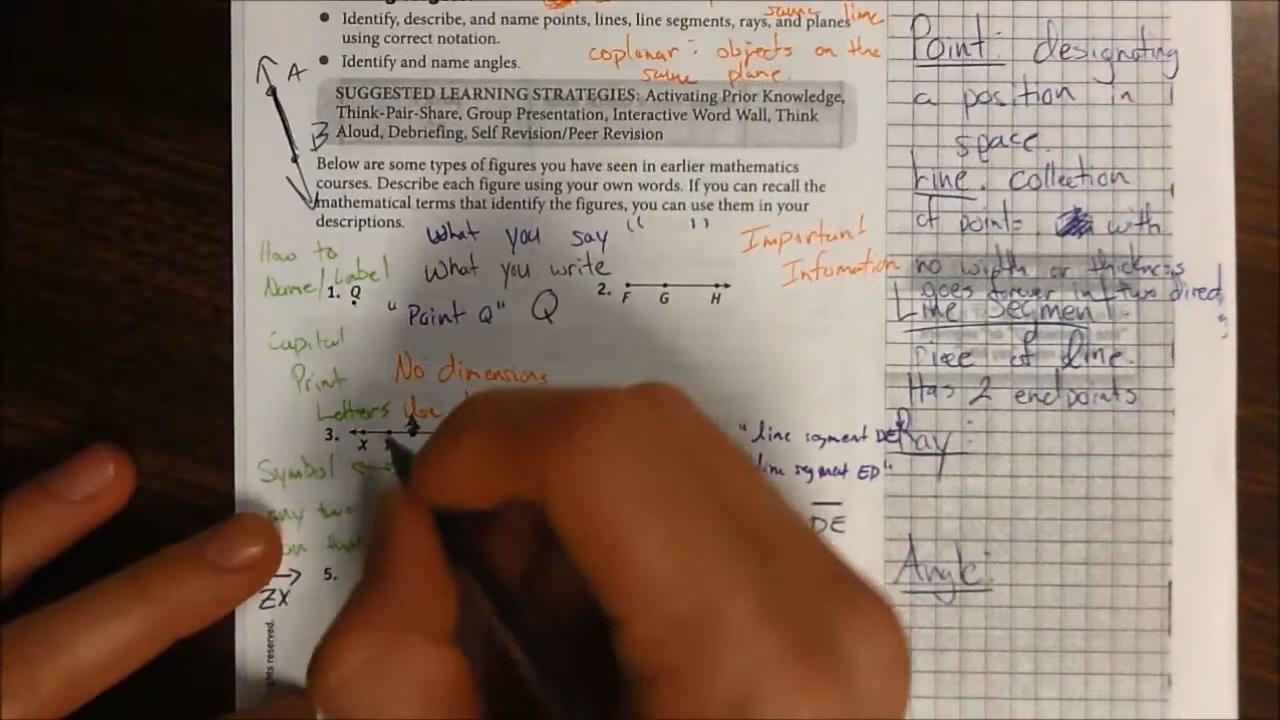 same line
• Identify, describe, and name points, lines, line segments, rays, and planes
using correct notation.
coplanar : objects on the
same plane.
• Identify and name angles.
A
B
SUGGESTED LEARNING STRATEGIES: Activating Prior Knowledge,
Think-Pair-Share, Group Presentation, Interactive Word Wall, Think
Aloud, Debriefing, Self Revision/Peer Revision
Below are some types of figures you have seen in earlier mathematics
courses. Describe each figure using your own words. If you can recall the
mathematical terms that identify the figures, you can use them in your
descriptions.
What you say " "
What you write
Important
Infomation
How to
Name/Label
1. Q
"Point Q" Q
2. F G H
Capital
Print
Letters
No dimensions
3. X
Symbol
any two
"line segment DE"
line segmat ED"
DE
5.
ZX
Point: designating
a position in
space.
Line. collection
of points with
no width or thickness
goes forever in two direct
Line Segment
Piece of line.
Has 2 endpoints
Ray:
Angle: